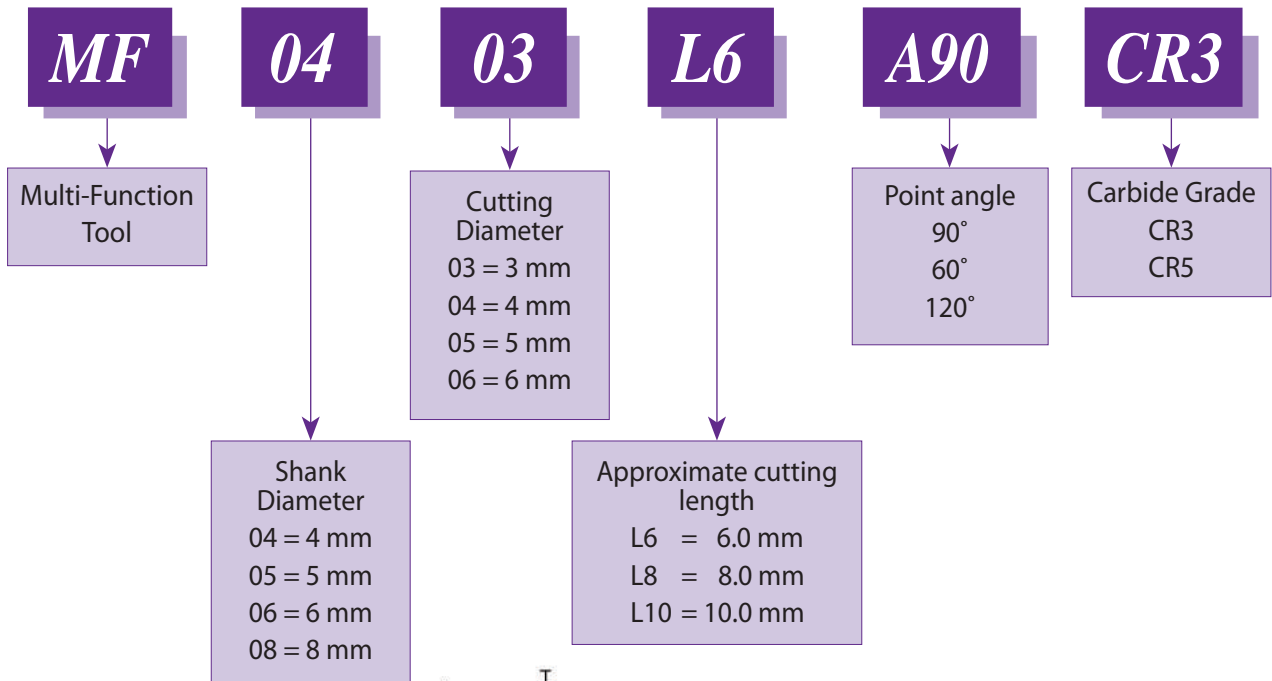 MF 04 03 L6 A90 CR3
Multi-Function
Tool
Shank
Diameter
04 = 4 mm
05 = 5 mm
06 = 6 mm
08 = 8 mm
Cutting
Diameter
03 = 3 mm
04 = 4 mm
05 = 5 mm
06 = 6 mm
Approximate cutting
length
L6 = 6.0 mm
L8 = 8.0 mm
L10 = 10.0 mm
Point angle
90°
60°
120°
Carbide Grade
CR3
CR5